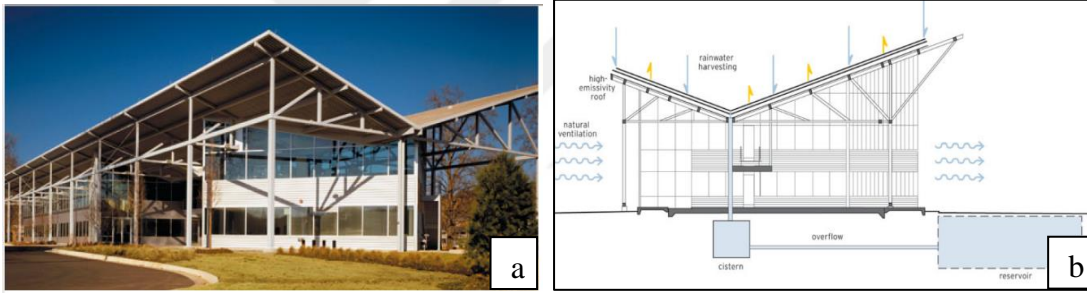 a
rainwater
harvesting
high-
emissivity
roof
natural
ventilation
overflow
cistern
reservoir
b